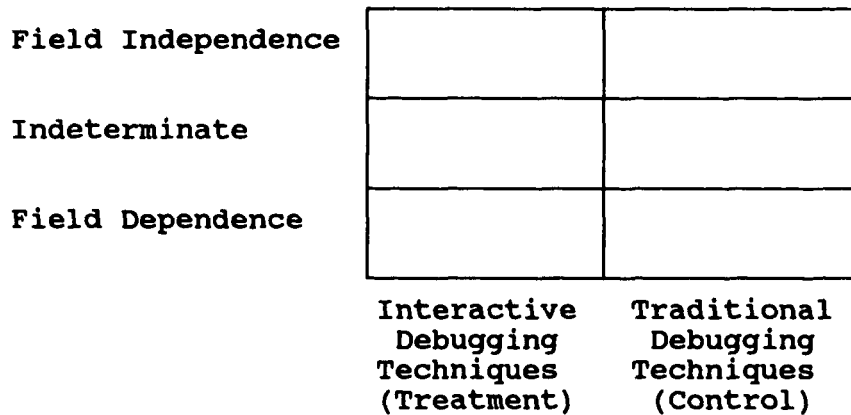 Field Independence
Indeterminate
Field Dependence
Interactive Debugging Techniques (Treatment)
Traditional Debugging Techniques (Control)